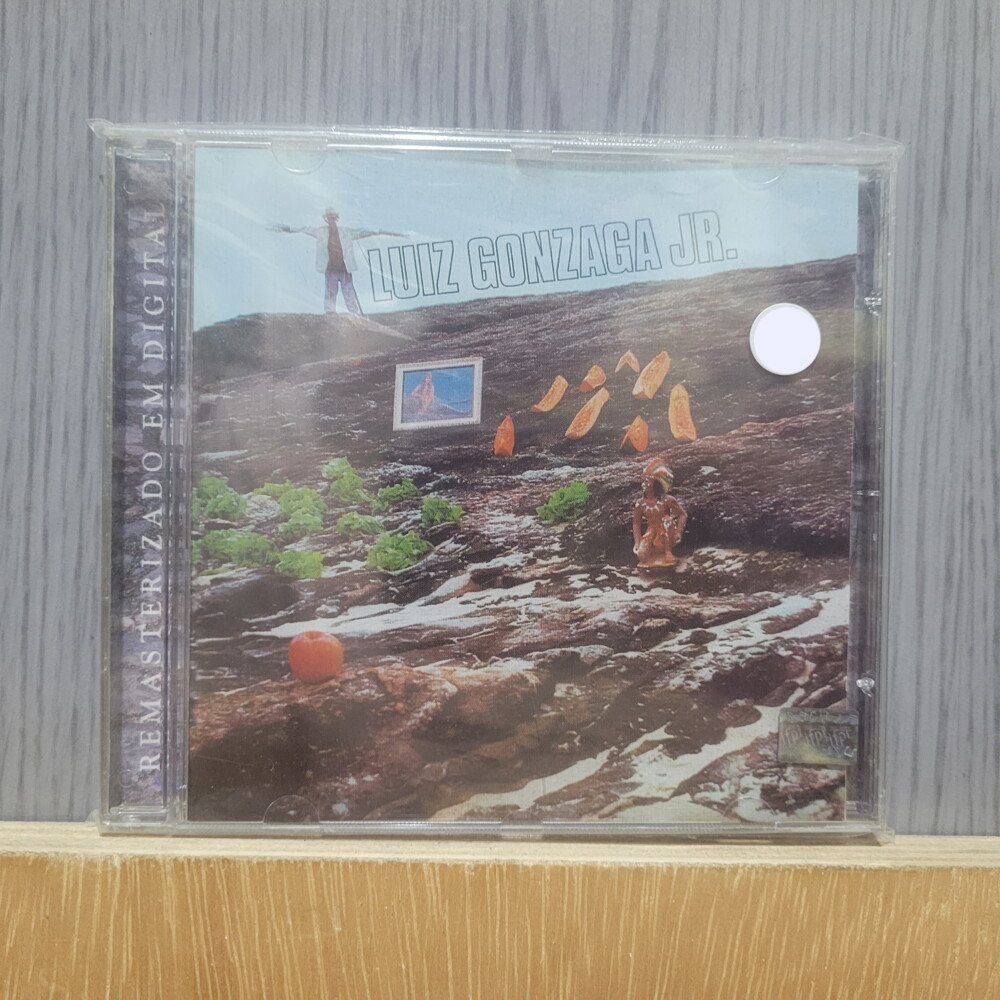 REMASTERIZADO EM DIGITAL
LUIZ GONZAGA JR.